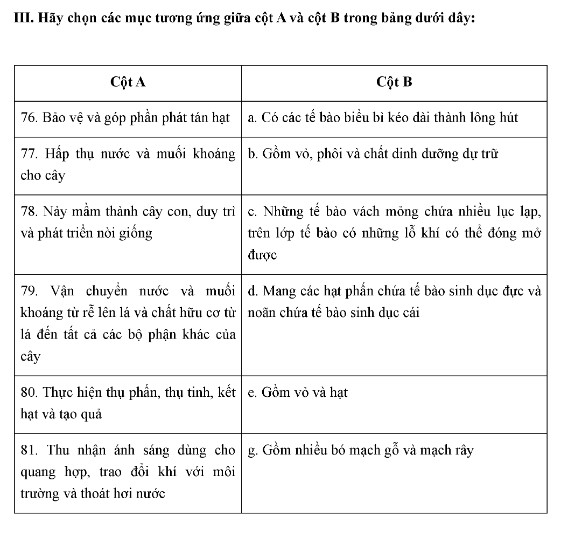 III. Hãy chọn các mục tương ứng giữa cột A và cột B trong bảng dưới dây:
Cột A
Cột B
76. Bảo vệ và góp phần phát tán hạt
a. Có các tế bào biểu bì kéo dài thành lông hút
77. Hấp thụ nước và muối khoáng
cho cây
b. Gồm vỏ, phôi và chất dinh dưỡng dự trữ
78. Nảy mầm thành cây con, duy trì
và phát triển nòi giống
c. Những tế bào vách mỏng chứa nhiều lục lạp,
trên lớp tế bào có những lỗ khí có thể đóng mở
được
79. Vận chuyển nước và muối
khoáng từ rễ lên lá và chất hữu cơ từ
lá đến tất cả các bộ phận khác của
cây
d. Mang các hạt phấn chứa tế bào sinh dục đực và
noãn chứa tế bào sinh dục cái
80. Thực hiện thụ phấn, thụ tinh, kết
hạt và tạo quả
e. Gồm vỏ và hạt
81. Thu nhận ánh sáng dùng cho
quang hợp, trao đổi khí với môi
trường và thoát hơi nước
g. Gồm nhiều bó mạch gỗ và mạch rây